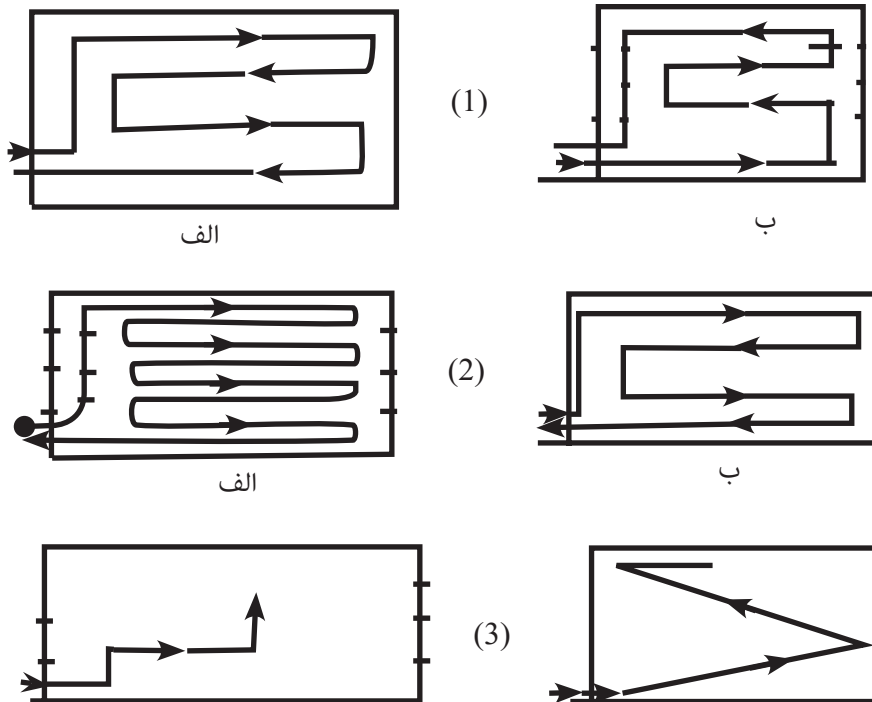 (1)
الف
ب
(2)
الف
ب
(3)